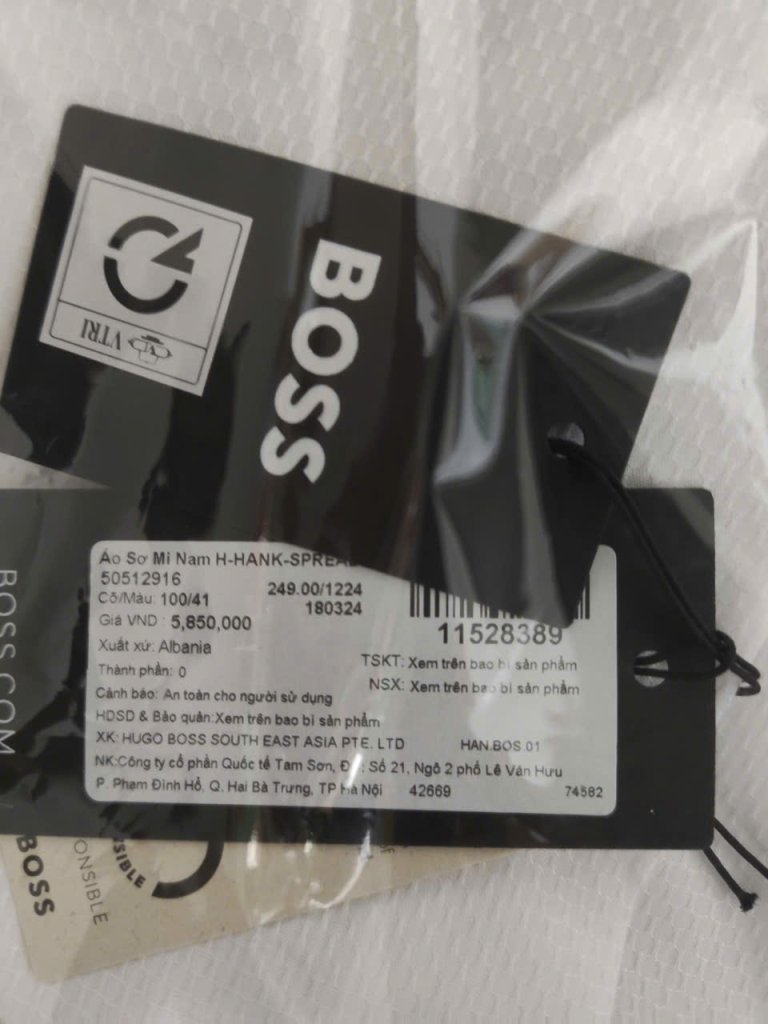 BOSS
VTRI
Áo Sơ Mi Nam H-HANK-SPREAD
50512916
249.00/1224
Cỡ/Màu: 100/41
180324
Giá VND : 5,850,000
11528389
Xuất xứ: Albania
TSKT: Xem trên bao bì sản phẩm
Thành phần: 0
NSX: Xem trên bao bì sản phẩm
Cảnh báo: An toàn cho người sử dụng
HDSD & Bảo quản:Xem trên bao bì sản phẩm
XK: HUGO BOSS SOUTH EAST ASIA PTE. LTD HAN.BOS.01
NK:Công ty cổ phần Quốc tế Tam Sơn, Số 21, Ngõ 2 phố Lê Văn Hưu
P. Phạm Đình Hổ, Q. Hai Bà Trưng, TP Hà Nội 42669 74582
BOSS.COM
BOSS
ONSIBLE
SIBLE